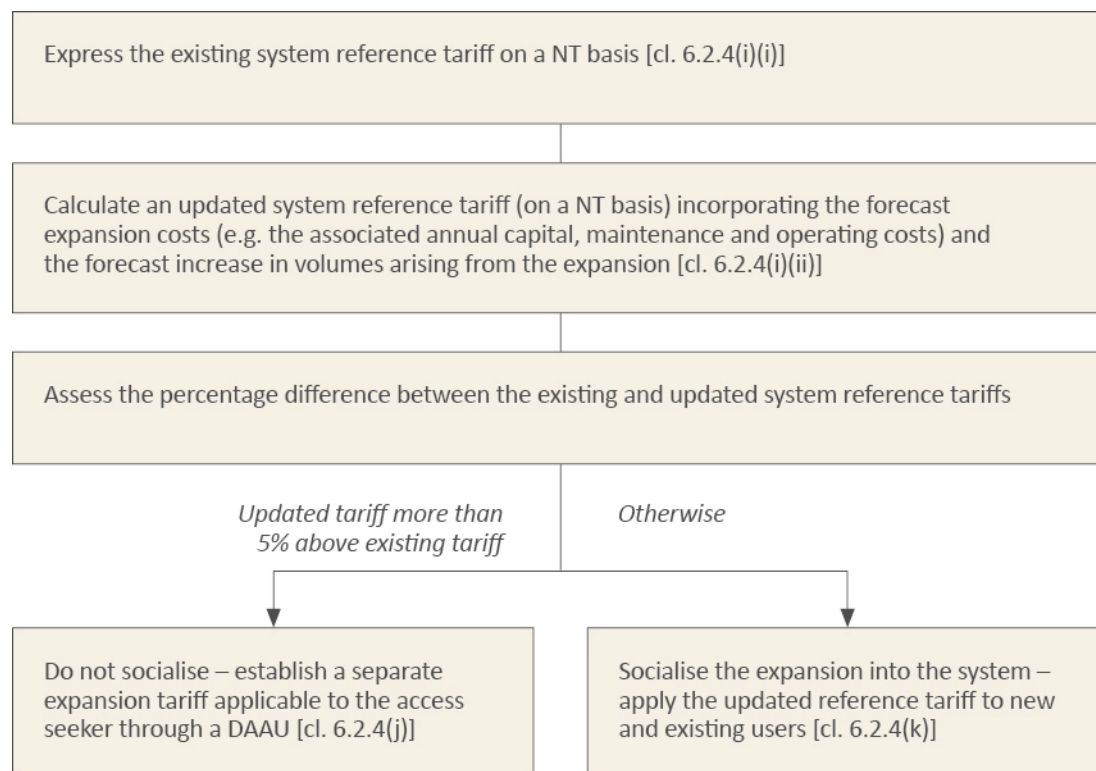 Express the existing system reference tariff on a NT basis [cl. 6.2.4(i)(i)]
Calculate an updated system reference tariff (on a NT basis) incorporating the forecast
expansion costs (e.g. the associated annual capital, maintenance and operating costs) and
the forecast increase in volumes arising from the expansion [cl. 6.2.4(i)(ii)]
Assess the percentage difference between the existing and updated system reference tariffs
Updated tariff more than
5% above existing tariff
Otherwise
Do not socialise – establish a separate
expansion tariff applicable to the access
seeker through a DAAU [cl. 6.2.4(j)]
Socialise the expansion into the system –
apply the updated reference tariff to new
and existing users [cl. 6.2.4(k)]